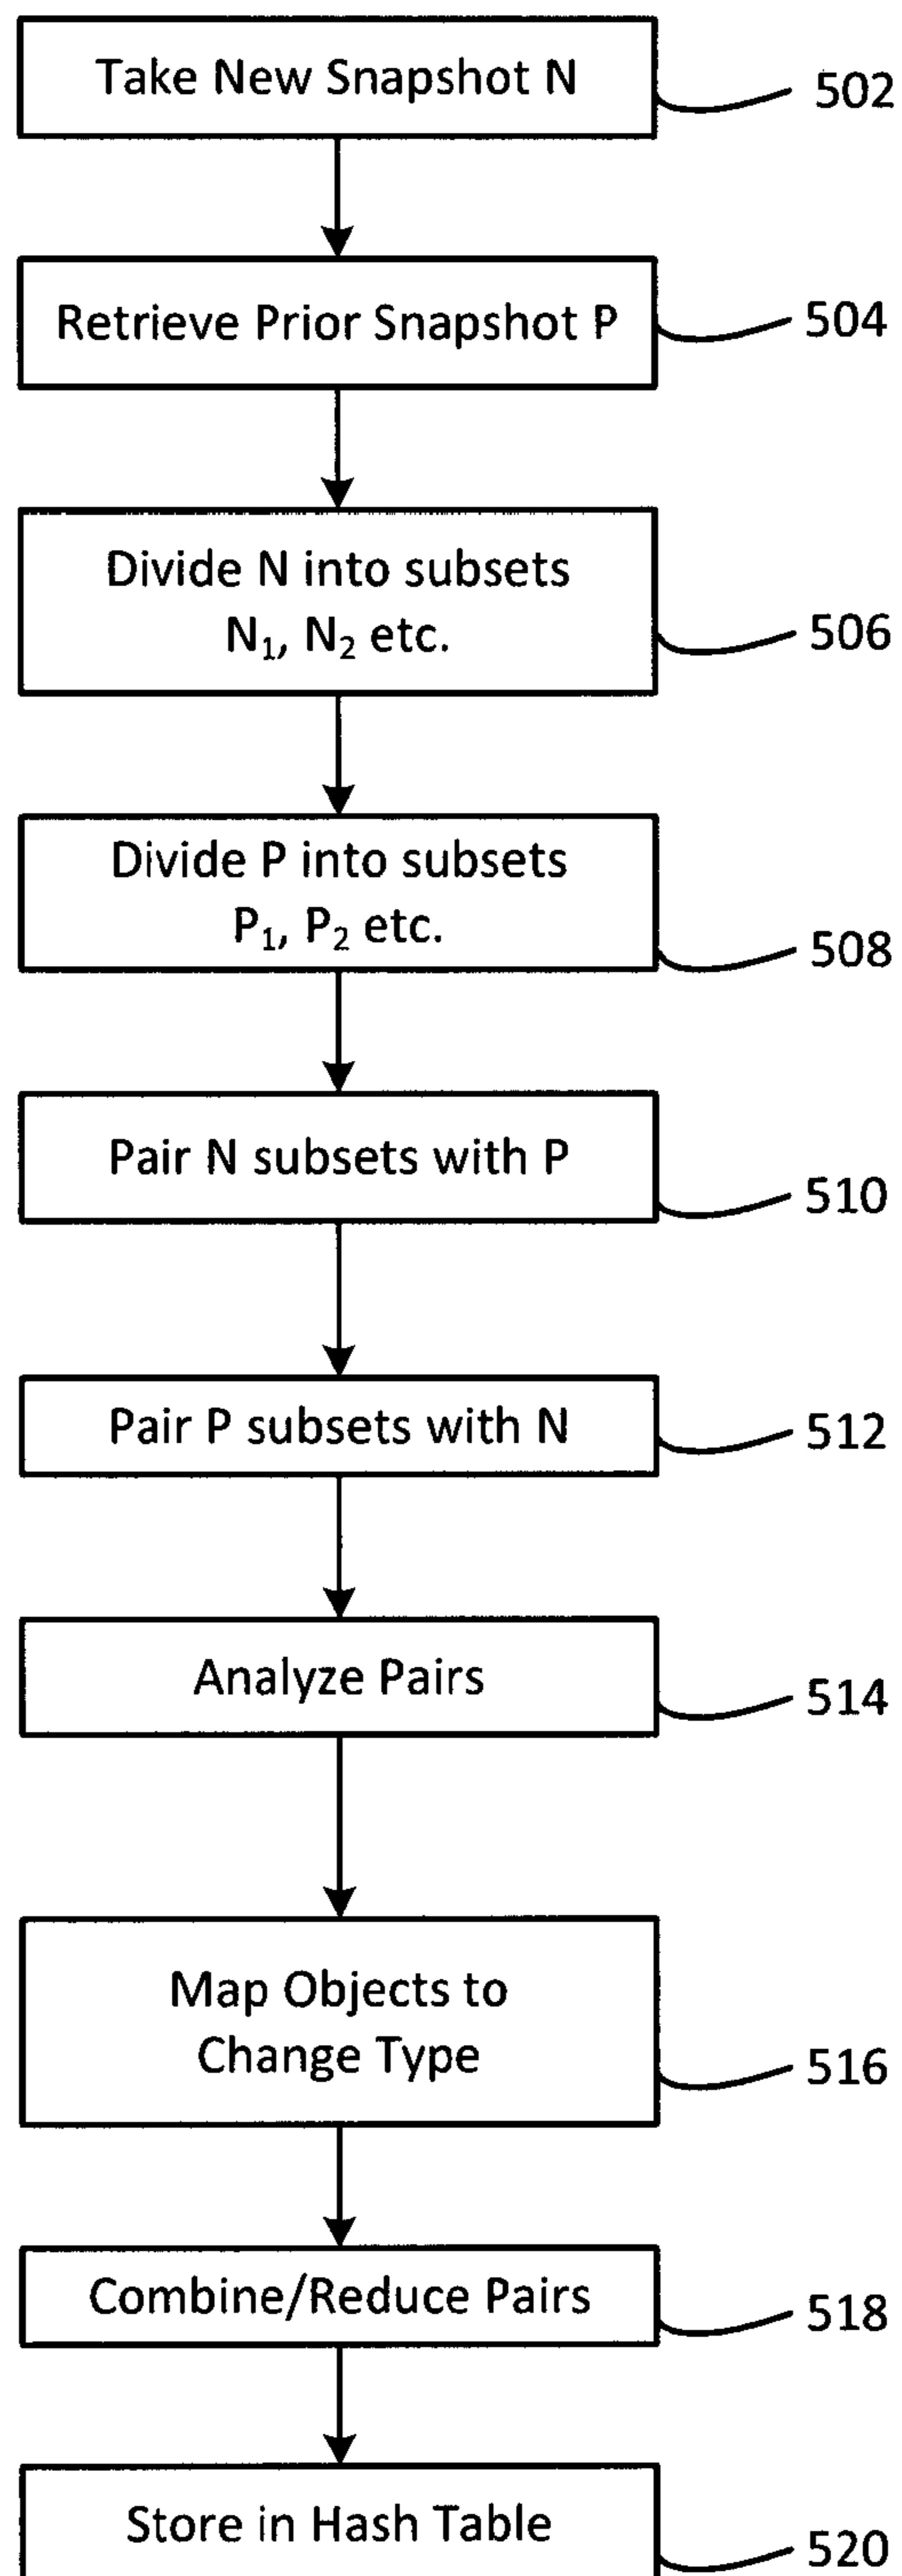 Take New Snapshot N
502
Retrieve Prior Snapshot P
504
Divide N into subsets
N₁, N₂ etc.
506
Divide P into subsets
P₁, P₂ etc.
508
Pair N subsets with P
510
Pair P subsets with N
512
Analyze Pairs
514
Map Objects to
Change Type
516
Combine/Reduce Pairs
518
Store in Hash Table
520